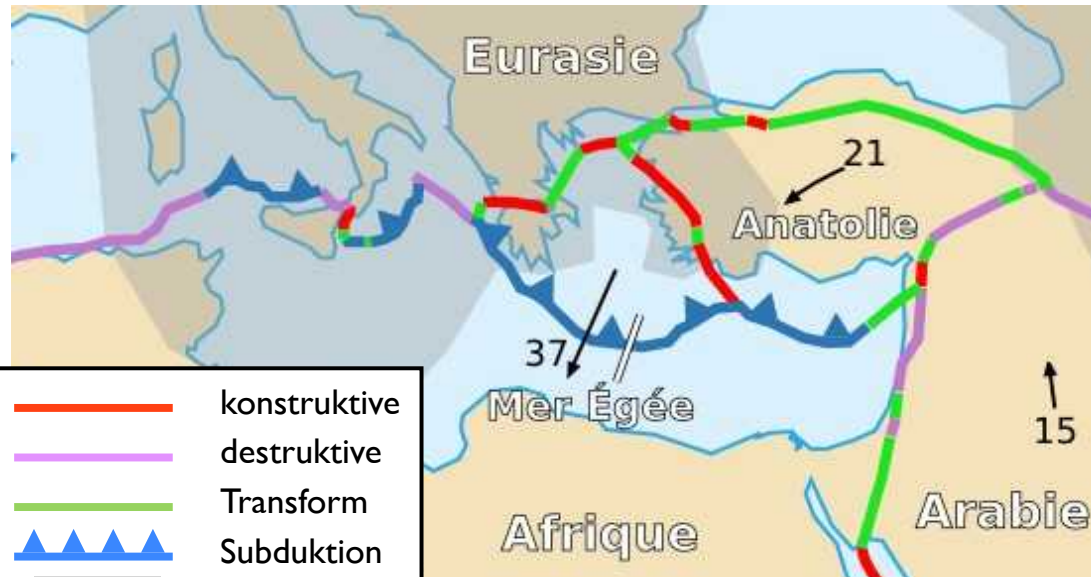 Eurasie
21
Anatolie
37
Mer Égée
15
Afrique
Arabie
konstruktive
destruktive
Transform
Subduktion